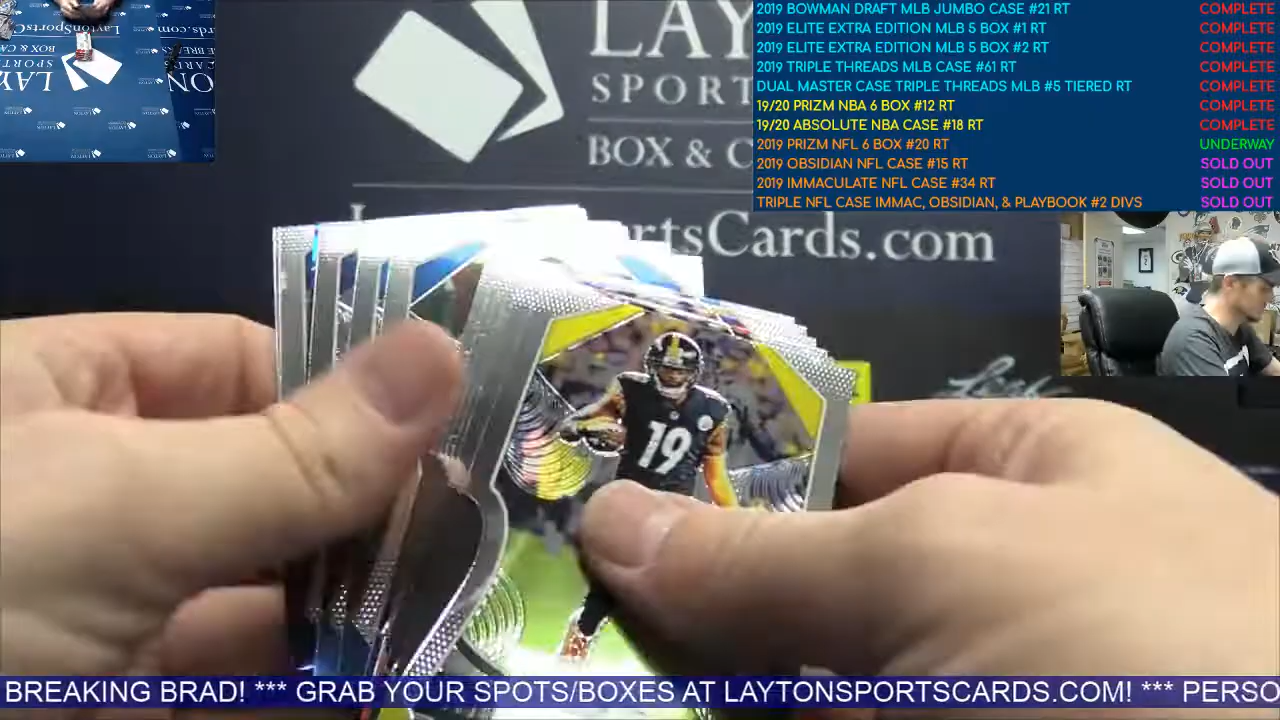 2019 BOWMAN DRAFT MLB JUMBO CASE #21 RT COMPLETE
2019 ELITE EXTRA EDITION MLB 5 BOX #1 RT COMPLETE
2019 ELITE EXTRA EDITION MLB 5 BOX #2 RT COMPLETE
2019 TRIPLE THREADS MLB CASE #61 RT COMPLETE
DUAL MASTER CASE TRIPLE THREADS MLB #5 TIERED RT COMPLETE
19/20 PRIZM NBA 6 BOX #12 RT COMPLETE
19/20 ABSOLUTE NBA CASE #18 RT COMPLETE
2019 PRIZM NFL 6 BOX #20 RT UNDERWAY
2019 OBSIDIAN NFL CASE #15 RT SOLD OUT
2019 IMMACULATE NFL CASE #34 RT SOLD OUT
TRIPLE NFL CASE IMMAC, OBSIDIAN, & PLAYBOOK #2 DIVS SOLD OUT
LAY
SPORT
BOX & C
rtsCards.com
19
BREAKING BRAD! *** GRAB YOUR SPOTS/BOXES AT LAYTONSPORTSCARDS.COM! *** PERSO